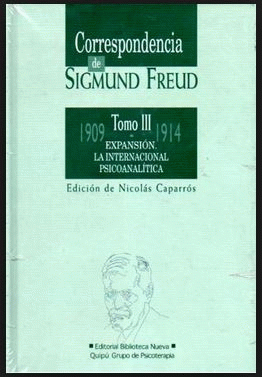 Correspondencia
de
SIGMUND FREUD
1909 Tomo III 1914
EXPANSIÓN.
LA INTERNACIONAL
PSICOANALÍTICA
Edición de Nicolás Caparrós
Editorial Biblioteca Nueva
Quipú Grupo de Psicoterapia